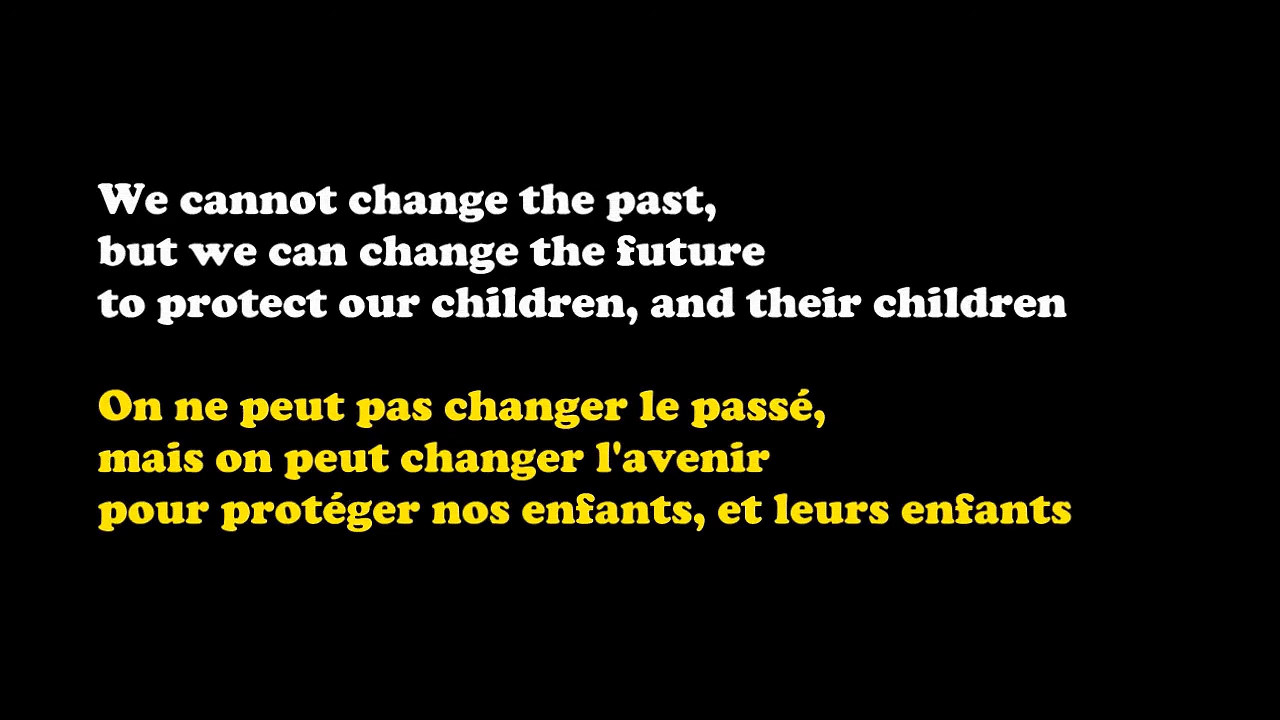 We cannot change the past,
but we can change the future
to protect our children, and their children
On ne peut pas changer le passé,
mais on peut changer l'avenir
pour protéger nos enfants, et leurs enfants